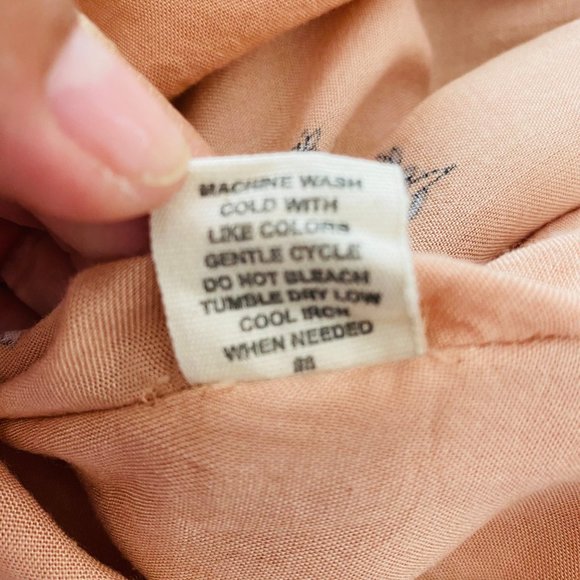 MACHINE WASH
COLD WITH
LIKE COLORS
GENTLE CYCLE
DO NOT BLEACH
TUMBLE DRY LOW
COOL IRON
WHEN NEEDED